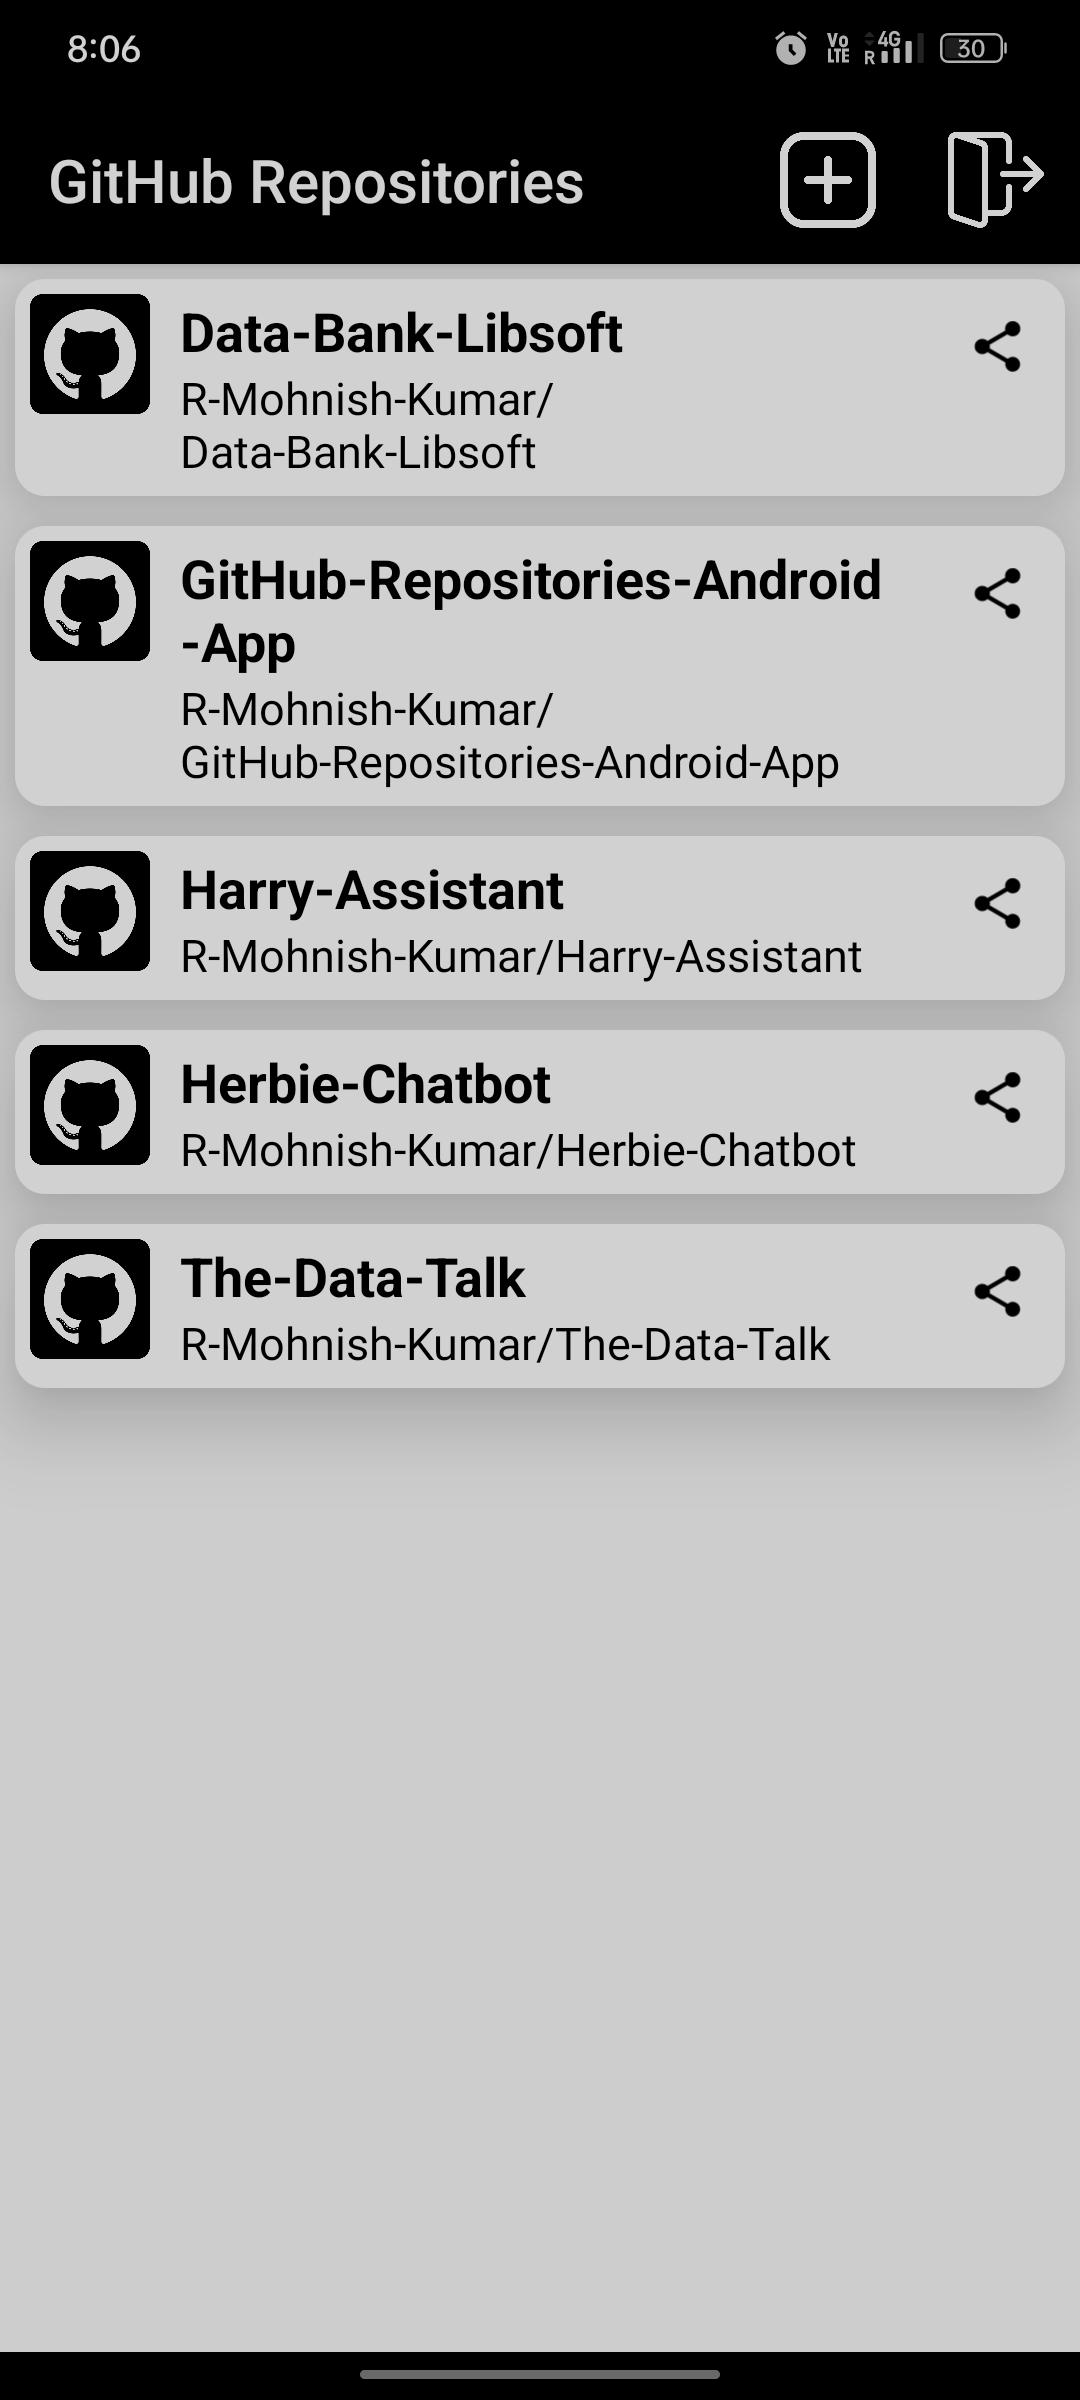 8:06
Vo
LTE
4G
R
30
GitHub Repositories
Data-Bank-Libsoft
R-Mohnish-Kumar/
Data-Bank-Libsoft
GitHub-Repositories-Android
-App
R-Mohnish-Kumar/
GitHub-Repositories-Android-App
Harry-Assistant
R-Mohnish-Kumar/Harry-Assistant
Herbie-Chatbot
R-Mohnish-Kumar/Herbie-Chatbot
The-Data-Talk
R-Mohnish-Kumar/The-Data-Talk